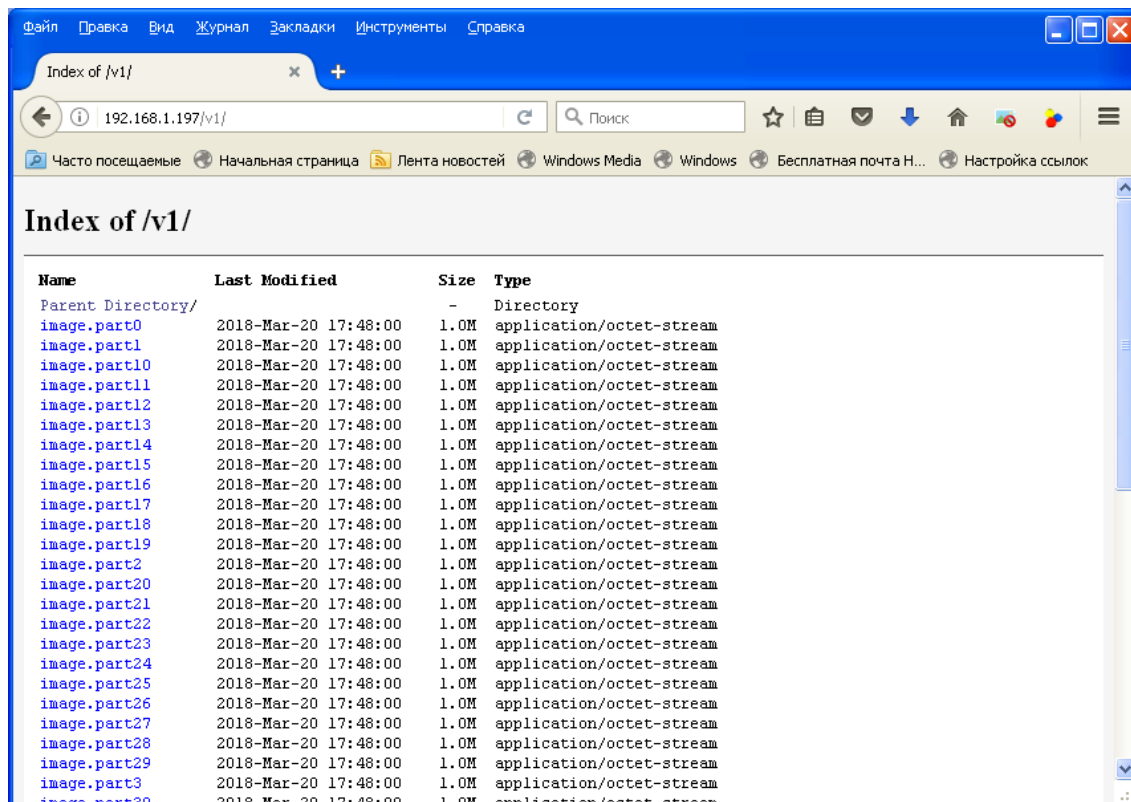 Файл Правка Вид Журнал Закладки Инструменты Справка
Index of /v1/
192.168.1.197/v1/ Поиск
Часто посещаемые Начальная страница Лента новостей Windows Media Windows Бесплатная почта Н... Настройка ссылок
Index of /v1/
Name Last Modified Size Type
Parent Directory/ - Directory
image.part0 2018-Mar-20 17:48:00 1.0M application/octet-stream
image.part1 2018-Mar-20 17:48:00 1.0M application/octet-stream
image.part10 2018-Mar-20 17:48:00 1.0M application/octet-stream
image.part11 2018-Mar-20 17:48:00 1.0M application/octet-stream
image.part12 2018-Mar-20 17:48:00 1.0M application/octet-stream
image.part13 2018-Mar-20 17:48:00 1.0M application/octet-stream
image.part14 2018-Mar-20 17:48:00 1.0M application/octet-stream
image.part15 2018-Mar-20 17:48:00 1.0M application/octet-stream
image.part16 2018-Mar-20 17:48:00 1.0M application/octet-stream
image.part17 2018-Mar-20 17:48:00 1.0M application/octet-stream
image.part18 2018-Mar-20 17:48:00 1.0M application/octet-stream
image.part19 2018-Mar-20 17:48:00 1.0M application/octet-stream
image.part2 2018-Mar-20 17:48:00 1.0M application/octet-stream
image.part20 2018-Mar-20 17:48:00 1.0M application/octet-stream
image.part21 2018-Mar-20 17:48:00 1.0M application/octet-stream
image.part22 2018-Mar-20 17:48:00 1.0M application/octet-stream
image.part23 2018-Mar-20 17:48:00 1.0M application/octet-stream
image.part24 2018-Mar-20 17:48:00 1.0M application/octet-stream
image.part25 2018-Mar-20 17:48:00 1.0M application/octet-stream
image.part26 2018-Mar-20 17:48:00 1.0M application/octet-stream
image.part27 2018-Mar-20 17:48:00 1.0M application/octet-stream
image.part28 2018-Mar-20 17:48:00 1.0M application/octet-stream
image.part29 2018-Mar-20 17:48:00 1.0M application/octet-stream
image.part3 2018-Mar-20 17:48:00 1.0M application/octet-stream
image.part30 2018-Mar-20 17:48:00 1.0M application/octet-stream